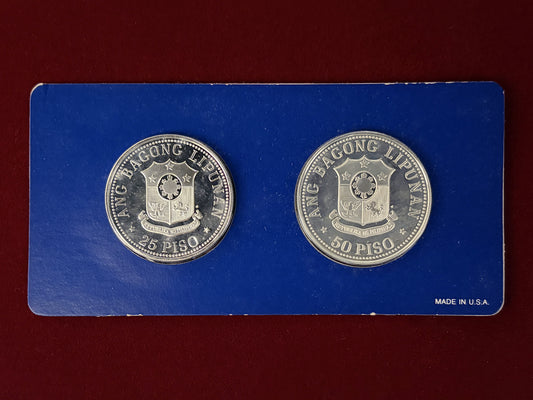 ANG BAGONG LIPUNAN
25 PISO
ANG BAGONG LIPUNAN
50 PISO
MADE IN U.S.A.